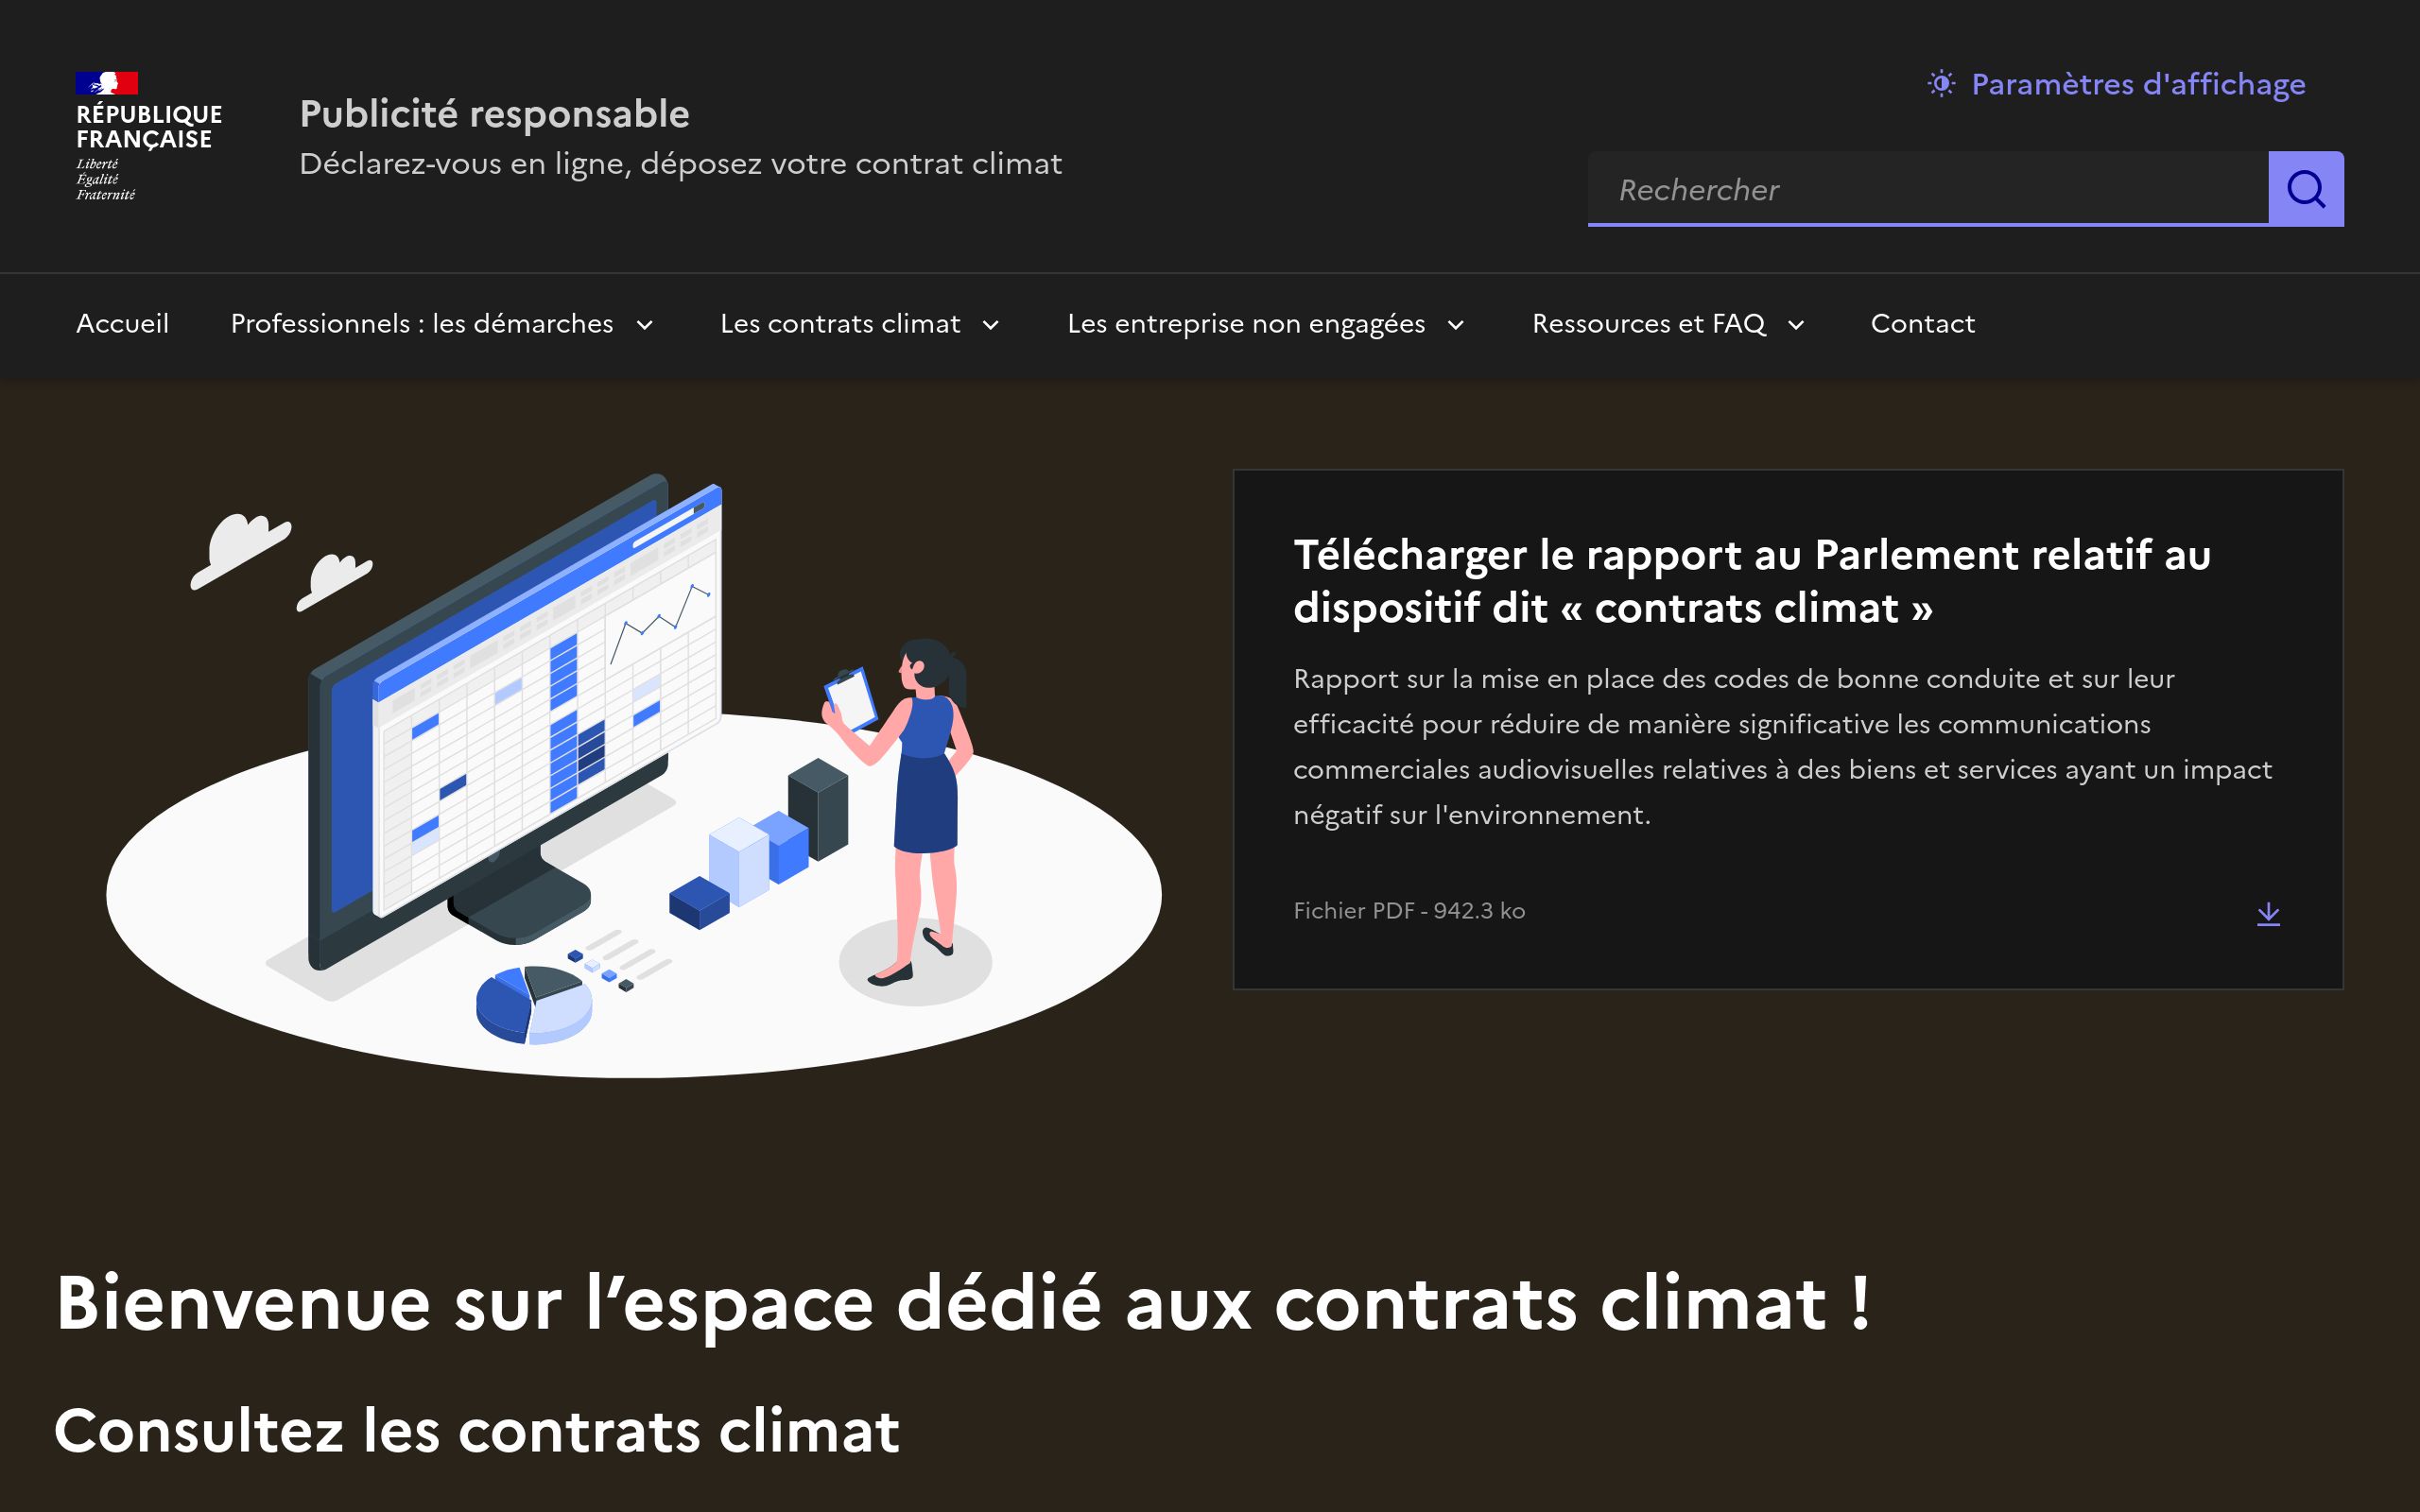 RÉPUBLIQUE
FRANÇAISE
Liberté
Égalité
Fraternité
Publicité responsable
Déclarez-vous en ligne, déposez votre contrat climat
Paramètres d'affichage
Rechercher
Accueil
Professionnels : les démarches
Les contrats climat
Les entreprise non engagées
Ressources et FAQ
Contact
Télécharger le rapport au Parlement relatif au
dispositif dit « contrats climat »
Rapport sur la mise en place des codes de bonne conduite et sur leur
efficacité pour réduire de manière significative les communications
commerciales audiovisuelles relatives à des biens et services ayant un impact
négatif sur l'environnement.
Fichier PDF - 942.3 ko
Bienvenue sur l’espace dédié aux contrats climat !
Consultez les contrats climat